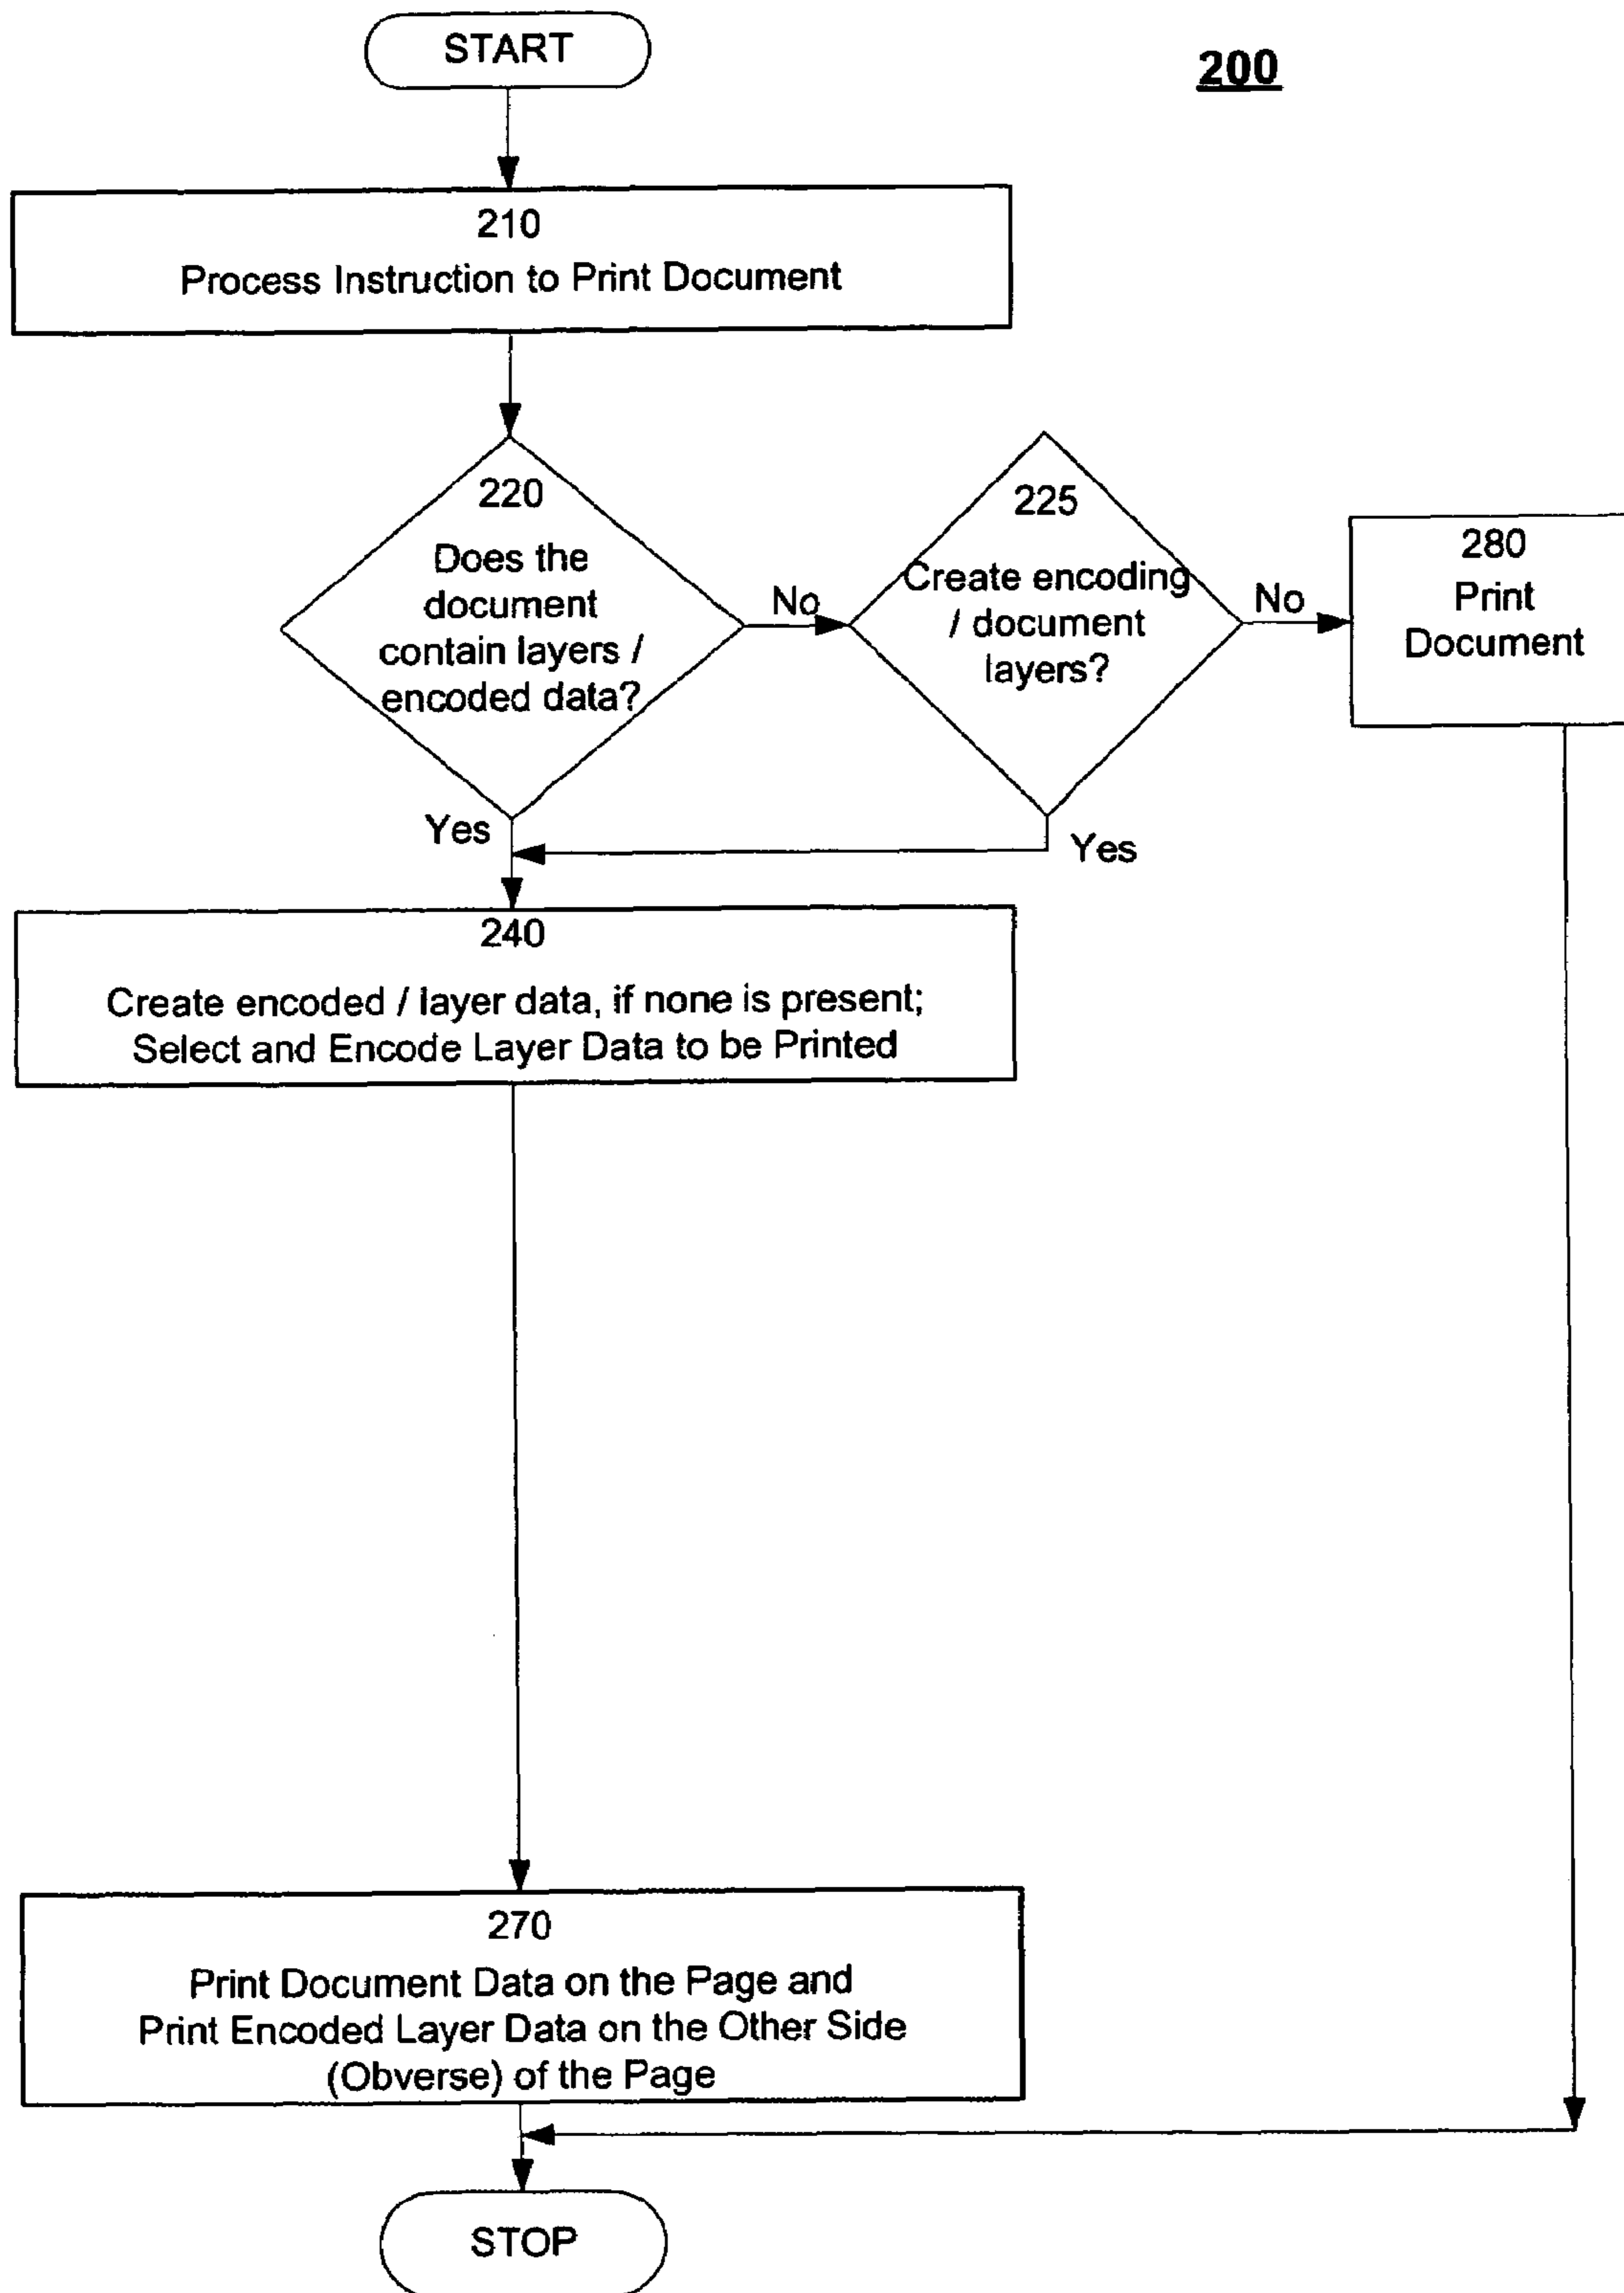 START
200
210
Process Instruction to Print Document
220
Does the
document
contain layers /
encoded data?
No
225
Create encoding
/ document
layers?
No
280
Print
Document
Yes
Yes
240
Create encoded / layer data, if none is present;
Select and Encode Layer Data to be Printed
270
Print Document Data on the Page and
Print Encoded Layer Data on the Other Side
(Obverse) of the Page
STOP